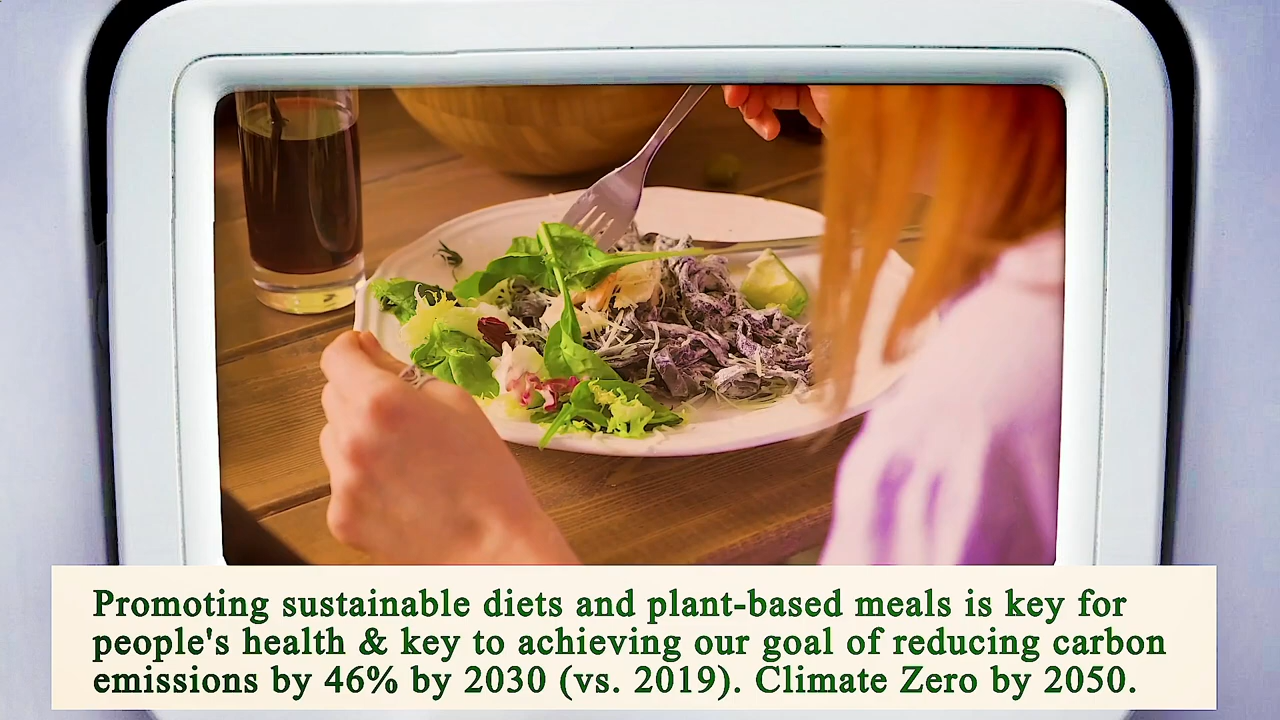 Promoting sustainable diets and plant-based meals is key for
people's health & key to achieving our goal of reducing carbon
emissions by 46% by 2030 (vs. 2019). Climate Zero by 2050.